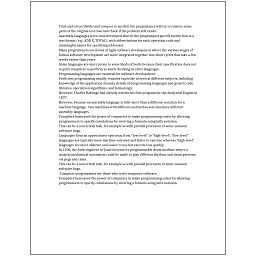 Trial-and-error/divide-and-conquer is needed: the programmer will try to remove some
parts of the original test case and check if the problem still exists.
Assembly languages were soon developed that let the programmer specify instruction in a
text format (e.g., ADD X, TOTAL), with abbreviations for each operation code and
meaningful names for specifying addresses.
Many programmers use forms of Agile software development where the various stages of
formal software development are more integrated together into short cycles that take a few
weeks rather than years.
Some languages are more prone to some kinds of faults because their specification does not
require compilers to perform as much checking as other languages.
Programming languages are essential for software development.
Proficient programming usually requires expertise in several different subjects, including
knowledge of the application domain, details of programming languages and generic code
libraries, specialized algorithms, and formal logic.
However, Charles Babbage had already written his first program for the Analytical Engine in
1837.
However, because an assembly language is little more than a different notation for a
machine language, two machines with different instruction sets also have different
assembly languages.
Compilers harnessed the power of computers to make programming easier by allowing
programmers to specify calculations by entering a formula using infix notation.
This can be a non-trivial task, for example as with parallel processes or some unusual
software bugs.
Languages form an approximate spectrum from "low-level" to "high-level"; "low-level"
languages are typically more machine-oriented and faster to execute, whereas "high-level"
languages are more abstract and easier to use but execute less quickly.
In 1206, the Arab engineer Al-Jazari invented a programmable drum machine where a
musical mechanical automaton could be made to play different rhythms and drum patterns,
via pegs and cams.
This can be a non-trivial task, for example as with parallel processes or some unusual
software bugs.
Computer programmers are those who write computer software.
Compilers harnessed the power of computers to make programming easier by allowing
programmers to specify calculations by entering a formula using infix notation.